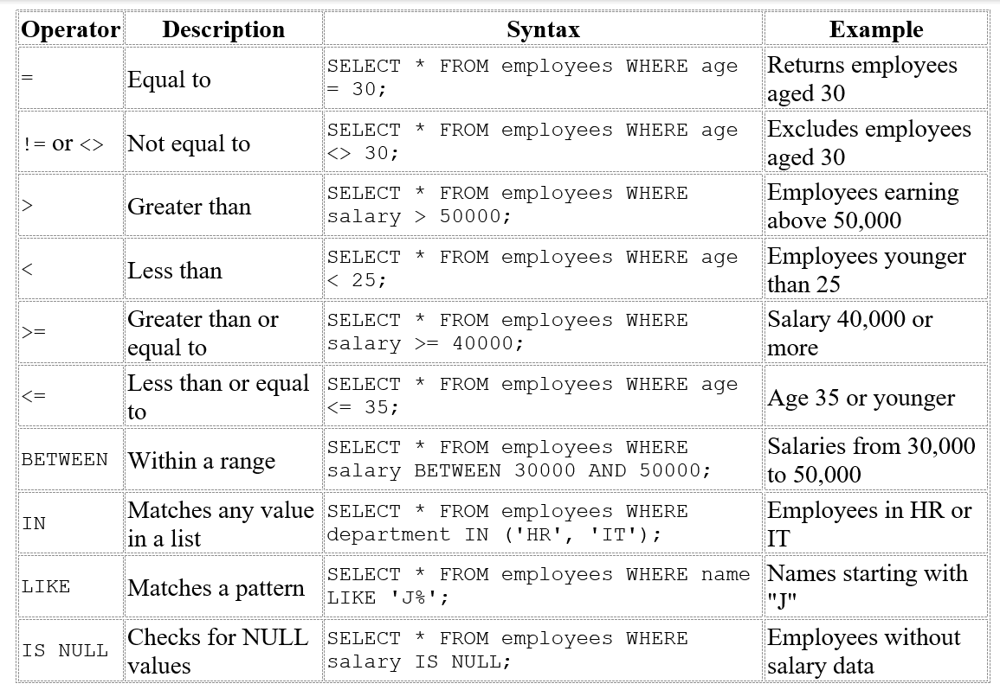 Operator Description Syntax Example
= Equal to SELECT * FROM employees WHERE age Returns employees
= 30; aged 30
!= or <> Not equal to SELECT * FROM employees WHERE age Excludes employees
<> 30; aged 30
> Greater than SELECT * FROM employees WHERE Employees earning
salary > 50000; above 50,000
< Less than SELECT * FROM employees WHERE age Employees younger
< 25; than 25
>= Greater than or SELECT * FROM employees WHERE Salary 40,000 or
equal to salary >= 40000; more
<= Less than or equal SELECT * FROM employees WHERE age Age 35 or younger
to <= 35;
BETWEEN Within a range SELECT * FROM employees WHERE Salaries from 30,000
salary BETWEEN 30000 AND 50000; to 50,000
IN Matches any value SELECT * FROM employees WHERE Employees in HR or
in a list department IN ('HR', 'IT'); IT
LIKE Matches a pattern SELECT * FROM employees WHERE name Names starting with
LIKE 'J%'; "J"
IS NULL Checks for NULL SELECT * FROM employees WHERE Employees without
values salary IS NULL; salary data